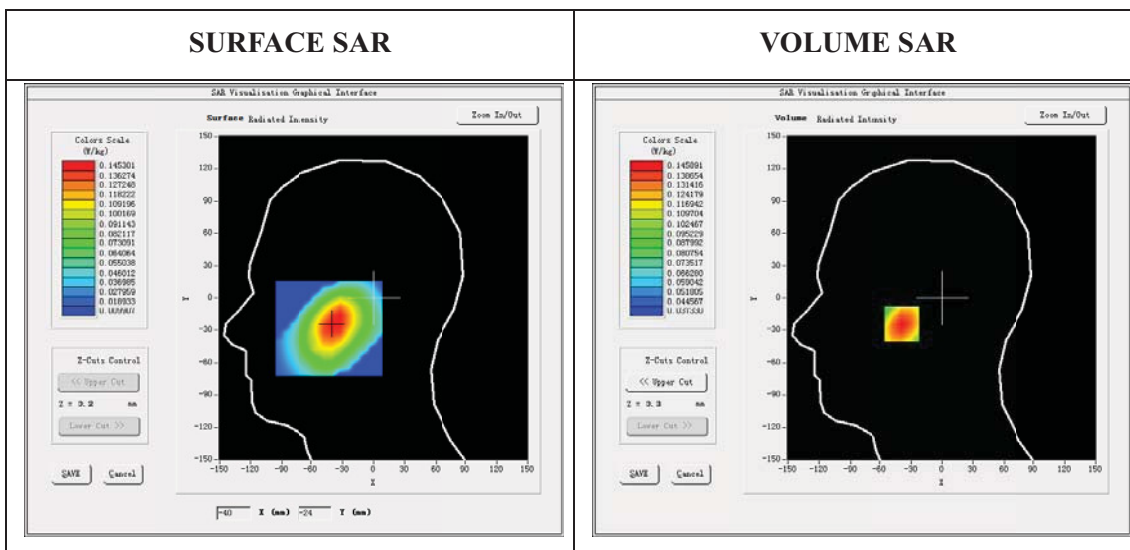 SURFACE SAR
SAR Visualisation Graphical Interface
Surface Radiated Intensity
Zoom In/Out
Colors Scale
(W/kg)
0.145301
0.136274
0.127248
0.118222
0.109196
0.100169
0.091143
0.082117
0.073091
0.064064
0.055038
0.046012
0.036985
0.027959
0.018933
0.009907
Z-Cuts Control
<< Upper Cut
Z = 3.2 mm
Lower Cut >>
SAVE Cancel
150
120
90
60
30
0
-30
-60
-90
-120
-150
Y
-150 -120 -90 -60 -30 0 30 60 90 120 150
X
-40 X (mm) -24 Y (mm)
VOLUME SAR
SAR Visualisation Graphical Interface
Volume Radiated Intensity
Zoom In/Out
Colors Scale
(W/kg)
0.145891
0.138654
0.131416
0.124179
0.116942
0.109704
0.102467
0.095229
0.087992
0.080754
0.073517
0.066280
0.059042
0.051805
0.044567
0.037330
Z-Cuts Control
<< Upper Cut
Z = 3.3 mm
Lower Cut >>
SAVE Cancel
150
120
90
60
30
0
-30
-60
-90
-120
-150
Y
-150 -120 -90 -60 -30 0 30 60 90 120 150
X